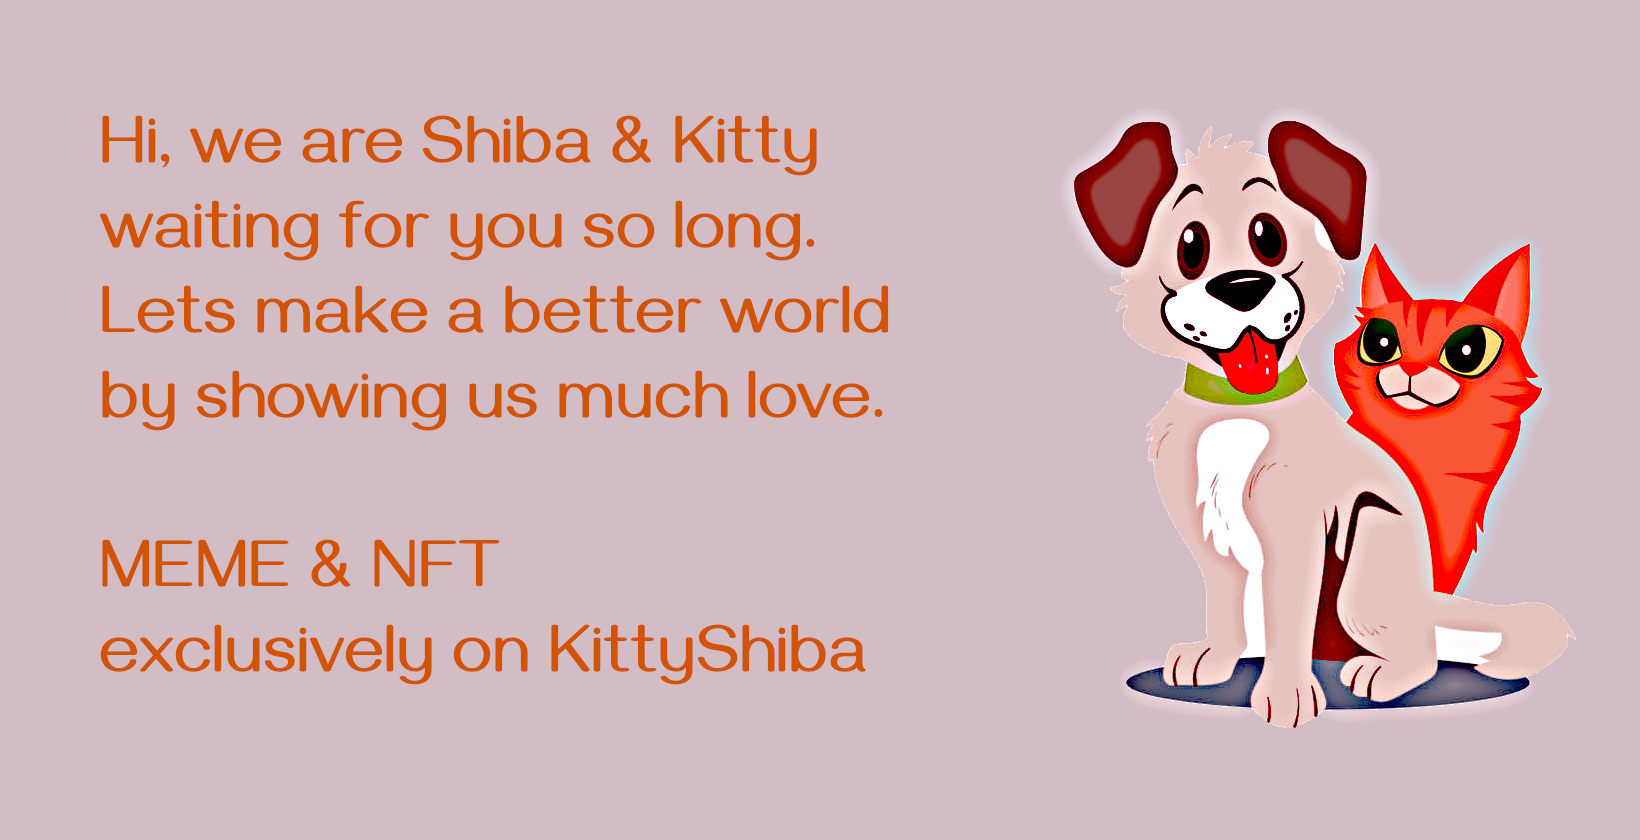 Hi, we are Shiba & Kitty
waiting for you so long.
Lets make a better world
by showing us much love.
MEME & NFT
exclusively on KittyShiba